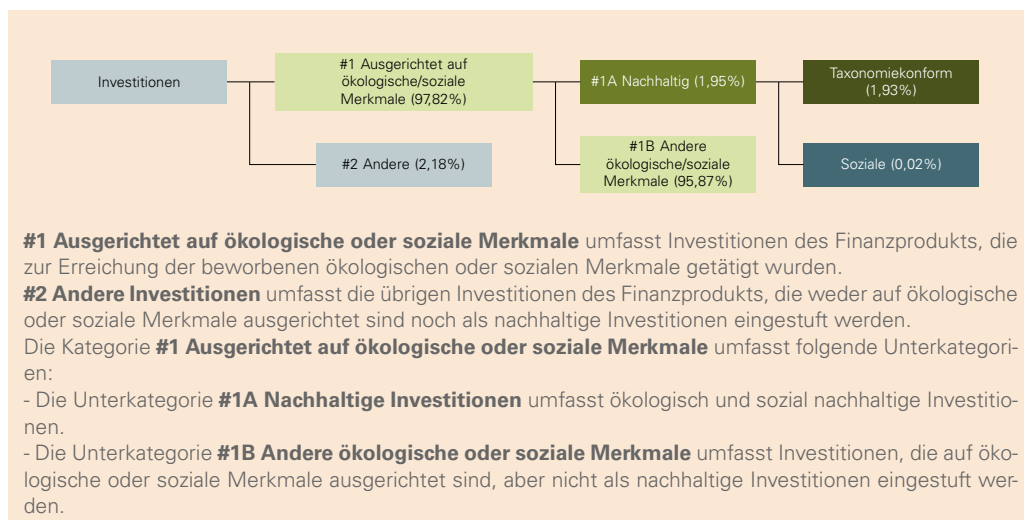 Investitionen
#1 Ausgerichtet auf
ökologische/soziale
Merkmale (97,82%)
#1A Nachhaltig (1,95%)
Taxonomiekonform
(1,93%)
#2 Andere (2,18%)
#1B Andere
ökologische/soziale
Merkmale (95,87%)
Soziale (0,02%)
#1 Ausgerichtet auf ökologische oder soziale Merkmale umfasst Investitionen des Finanzprodukts, die
zur Erreichung der beworbenen ökologischen oder sozialen Merkmale getätigt wurden.
#2 Andere Investitionen umfasst die übrigen Investitionen des Finanzprodukts, die weder auf ökologische
oder soziale Merkmale ausgerichtet sind noch als nachhaltige Investitionen eingestuft werden.
Die Kategorie #1 Ausgerichtet auf ökologische oder soziale Merkmale umfasst folgende Unterkategori-
en:
- Die Unterkategorie #1A Nachhaltige Investitionen umfasst ökologisch und sozial nachhaltige Investitio-
nen.
- Die Unterkategorie #1B Andere ökologische oder soziale Merkmale umfasst Investitionen, die auf öko-
logische oder soziale Merkmale ausgerichtet sind, aber nicht als nachhaltige Investitionen eingestuft wer-
den.